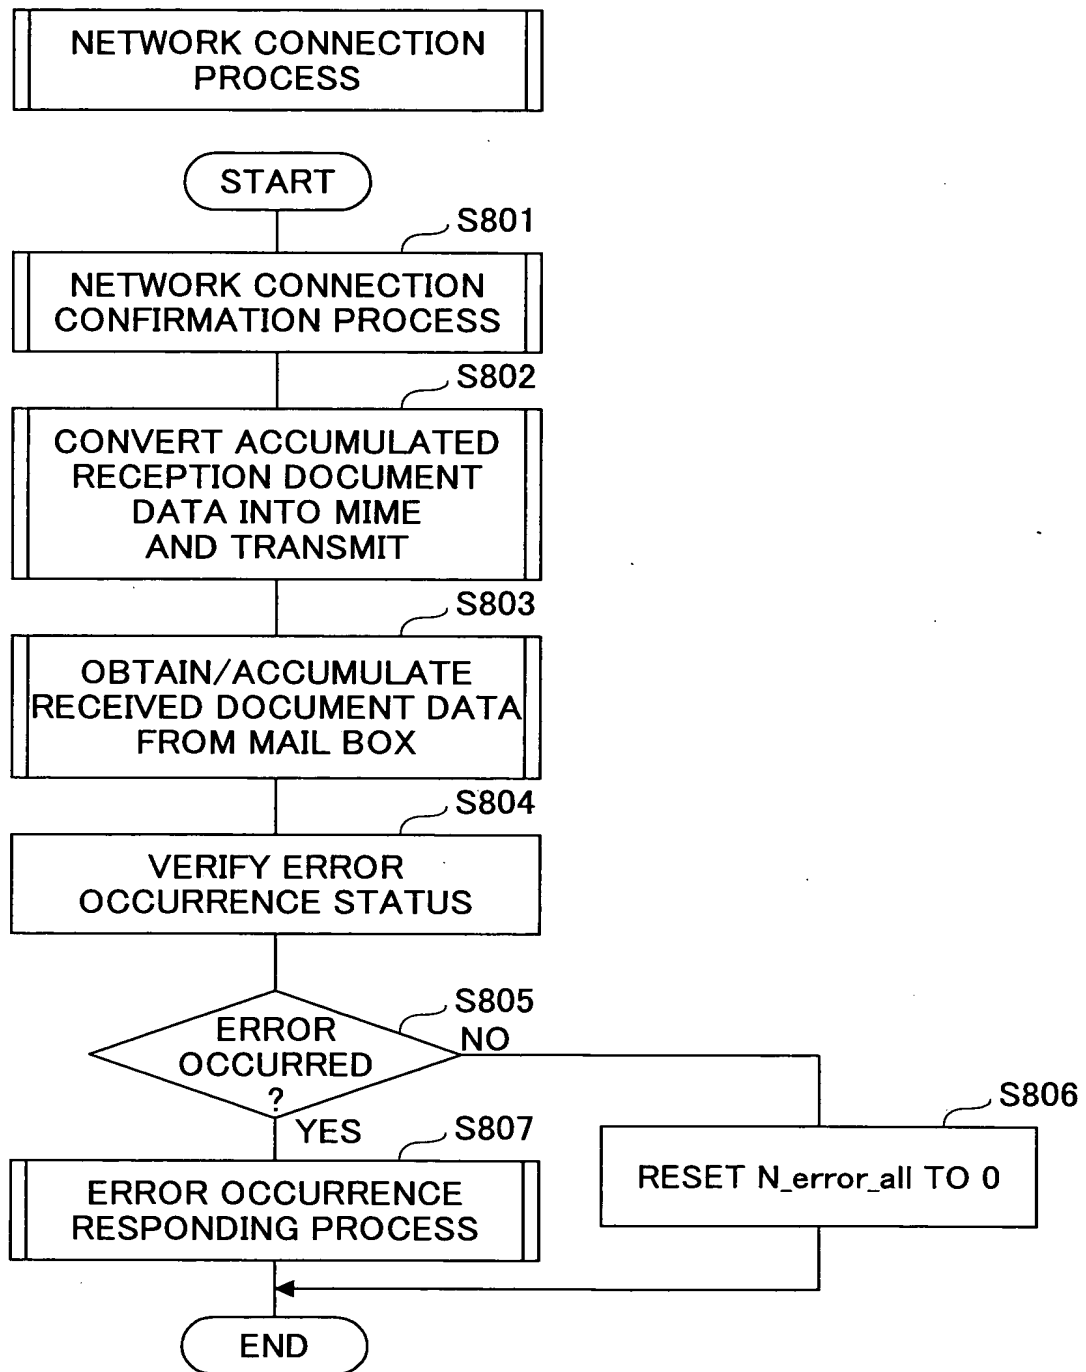 NETWORK CONNECTION
PROCESS
START
S801
NETWORK CONNECTION
CONFIRMATION PROCESS
S802
CONVERT ACCUMULATED
RECEPTION DOCUMENT
DATA INTO MIME
AND TRANSMIT
S803
OBTAIN/ACCUMULATE
RECEIVED DOCUMENT DATA
FROM MAIL BOX
S804
VERIFY ERROR
OCCURRENCE STATUS
S805
ERROR
OCCURRED
?
NO
YES
S806
RESET N_error_all TO 0
S807
ERROR OCCURRENCE
RESPONDING PROCESS
END